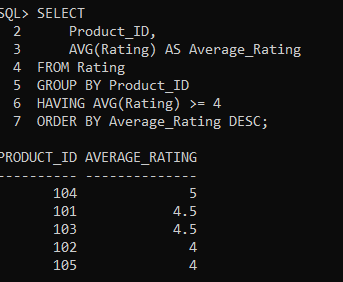 SQL> SELECT
  2      Product_ID,
  3      AVG(Rating) AS Average_Rating
  4  FROM Rating
  5  GROUP BY Product_ID
  6  HAVING AVG(Rating) >= 4
  7  ORDER BY Average_Rating DESC;

PRODUCT_ID AVERAGE_RATING
---------- --------------
       104              5
       101            4.5
       103            4.5
       102              4
       105              4